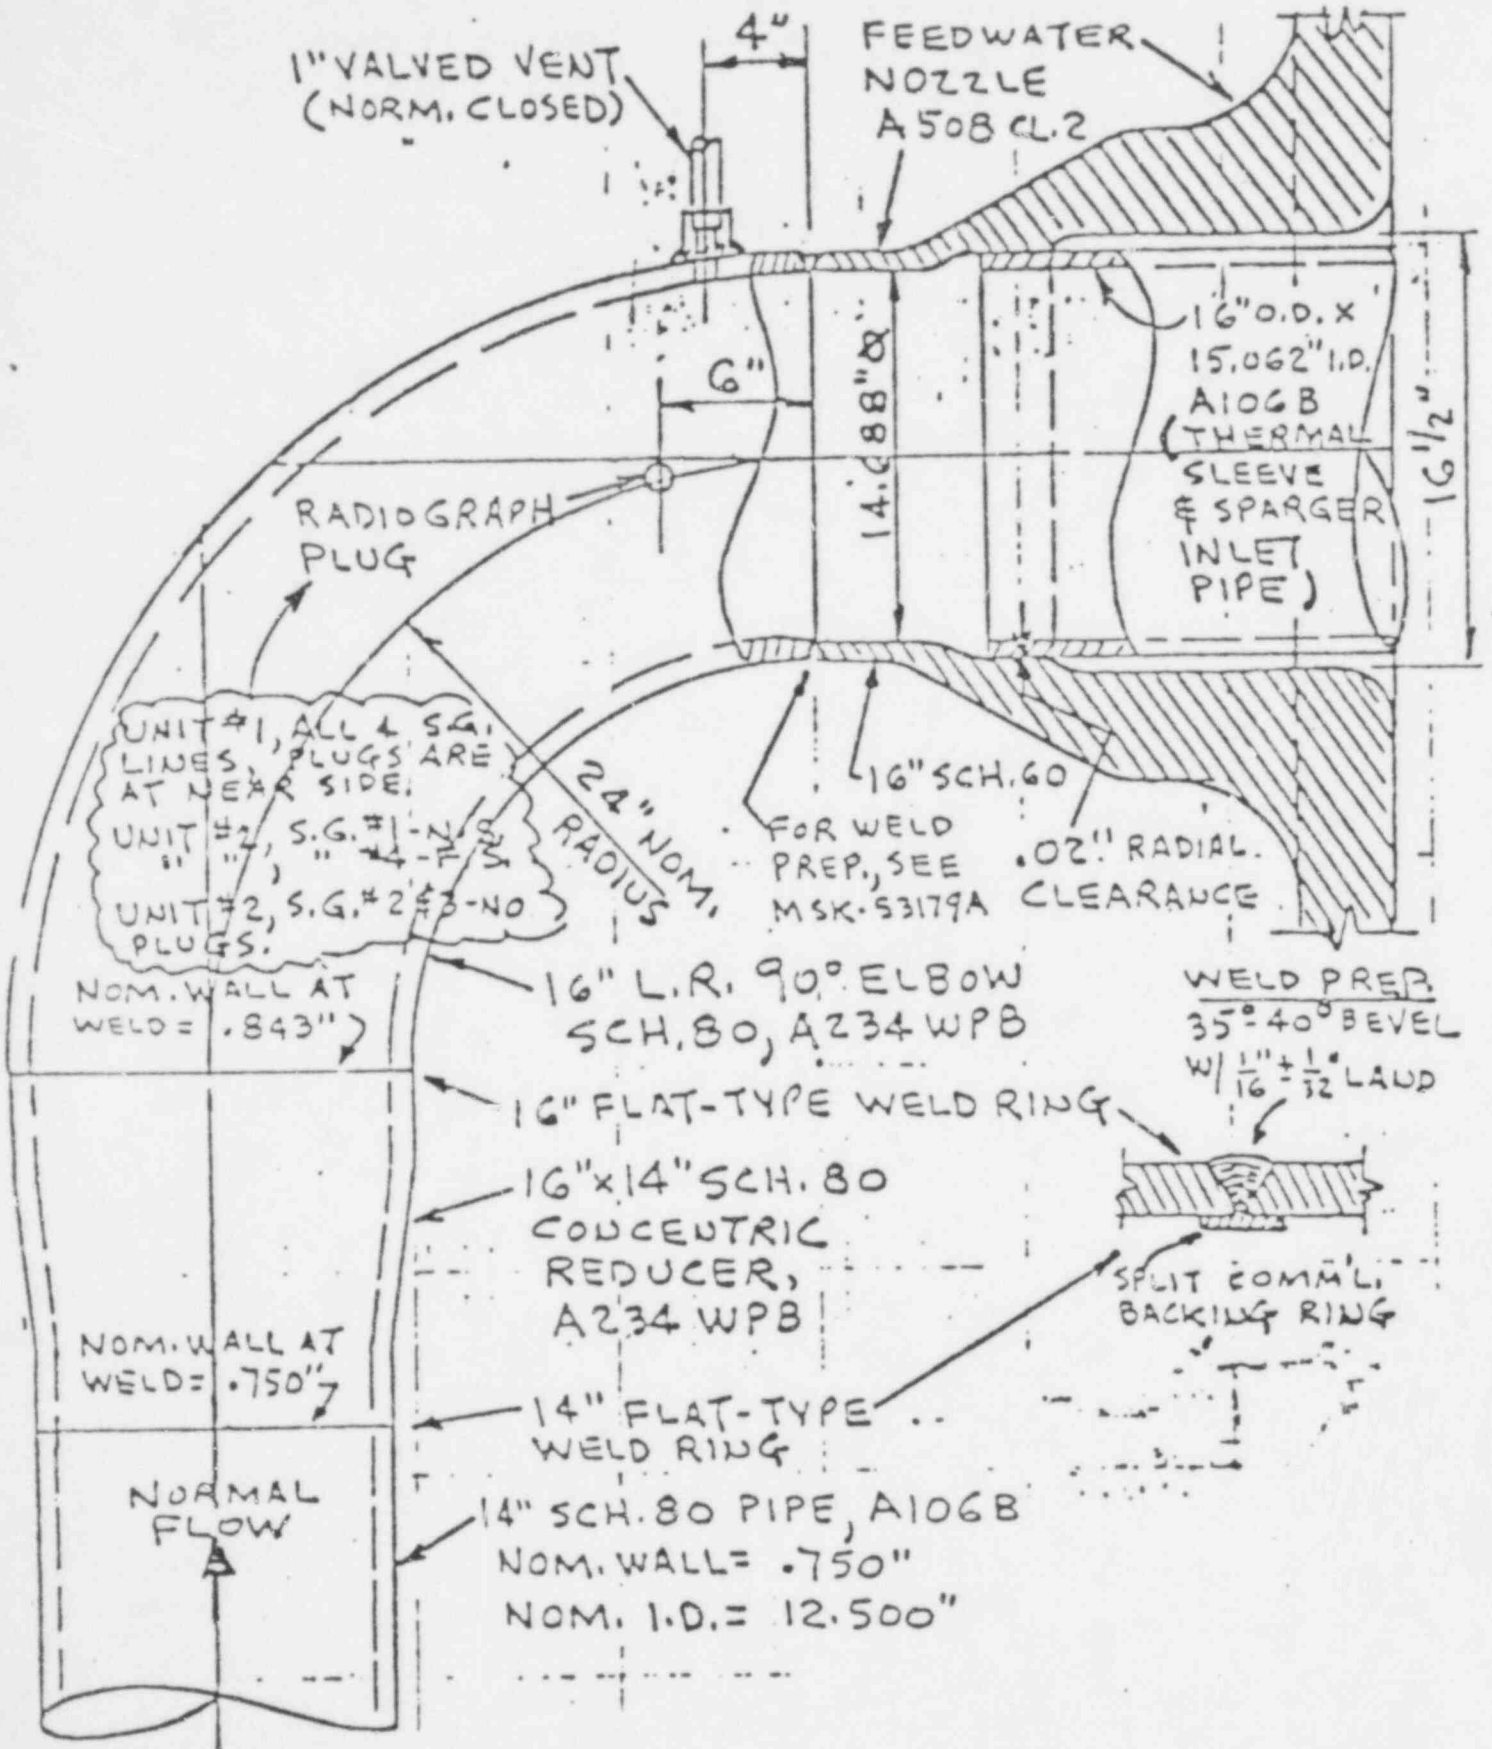 4"
1" VALVED VENT
(NORM. CLOSED)
FEEDWATER
NOZZLE
A508 CL.2
6"
14.688"Ø
16" O.D. X
15.062" I.D.
A106B
(THERMAL
SLEEVE
& SPARGER
INLET
PIPE)
16 1/2"
RADIOGRAPH
PLUG
UNIT #1, ALL 4 S.G.
LINES, PLUGS ARE
AT NEAR SIDE.
UNIT #2, S.G. #1-N.S.
" ", " #4-F.S.
UNIT #2, S.G. #2 & 3-NO
PLUGS.
24" NOM.
RADIUS
16" SCH.60
FOR WELD
PREP., SEE
MSK-53179A
.02" RADIAL
CLEARANCE
NOM. WALL AT
WELD = .843"
16" L.R. 90° ELBOW
SCH.80, A234 WPB
WELD PREP.
35°-40° BEVEL
W/ 1/16" ± 1/32" LAND
16" FLAT-TYPE WELD RING
16"x14" SCH. 80
CONCENTRIC
REDUCER,
A234 WPB
SPLIT COMM'L.
BACKING RING
NOM. WALL AT
WELD = .750"
14" FLAT-TYPE
WELD RING
NORMAL
FLOW
14" SCH.80 PIPE, A106B
NOM. WALL = .750"
NOM. I.D. = 12.500"